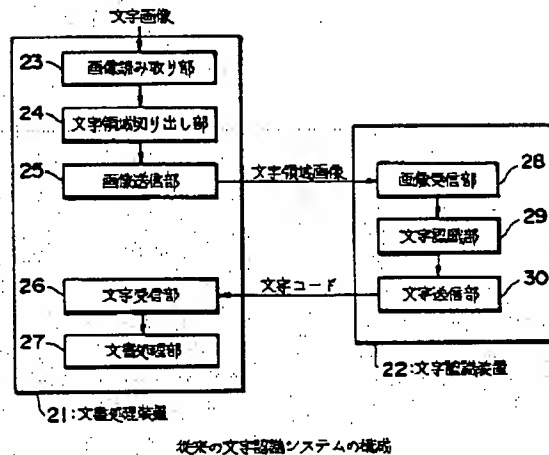 文字画像
23 画像読み取り部
24 文字領域切り出し部
25 画像送信部
文字領域画像
画像受信部 28
文字認識部 29
文字送信部 30
文字コード
26 文字受信部
27 文書処理部
21:文書処理装置
22:文字認識装置
従来の文字認識システムの構成